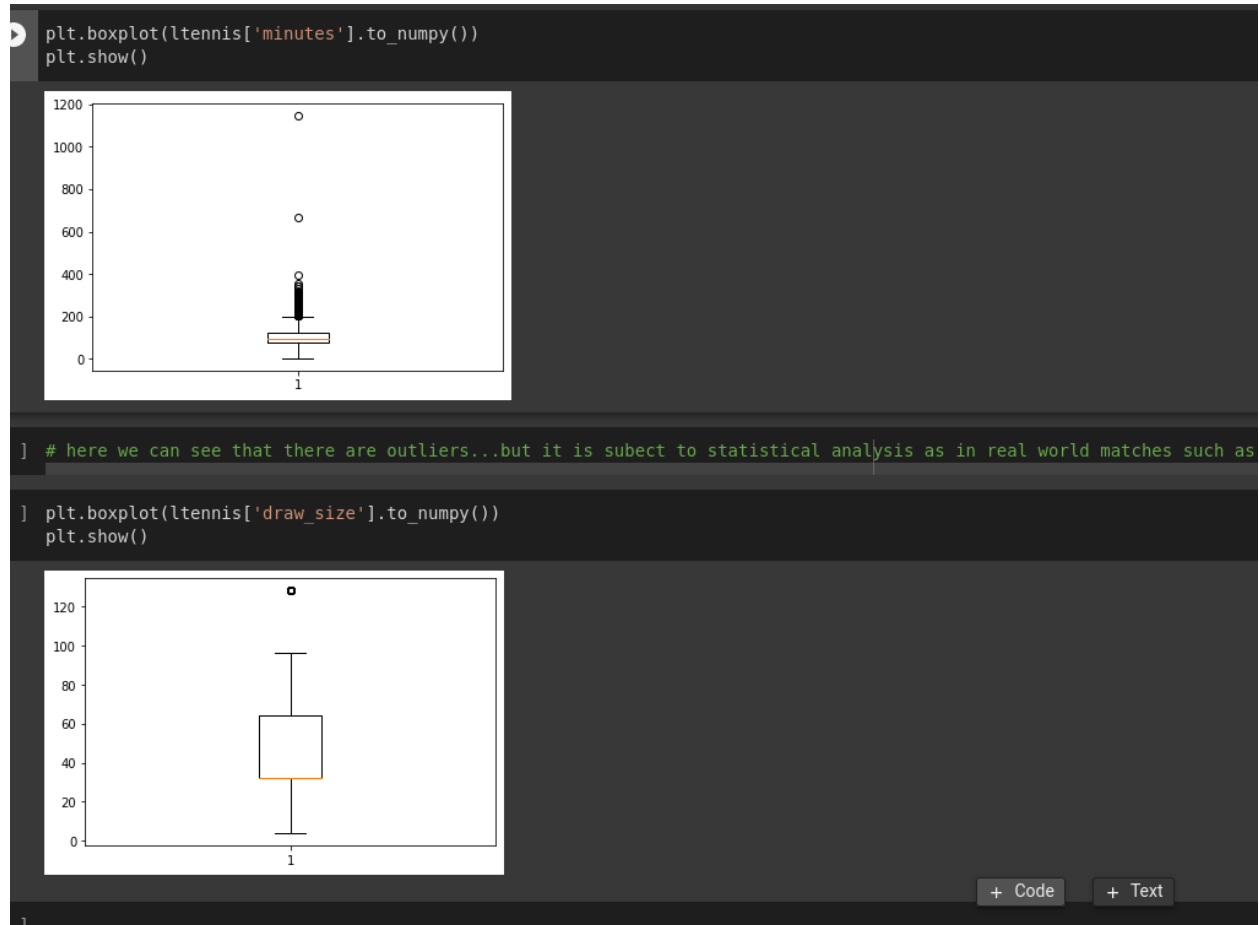 plt.boxplot(ltennis['minutes'].to_numpy())
plt.show()
1200
1000
800
600
400
200
0
1
] # here we can see that there are outliers...but it is subect to statistical analysis as in real world matches such as
] plt.boxplot(ltennis['draw_size'].to_numpy())
plt.show()
120
100
80
60
40
20
0
1
+ Code + Text
]